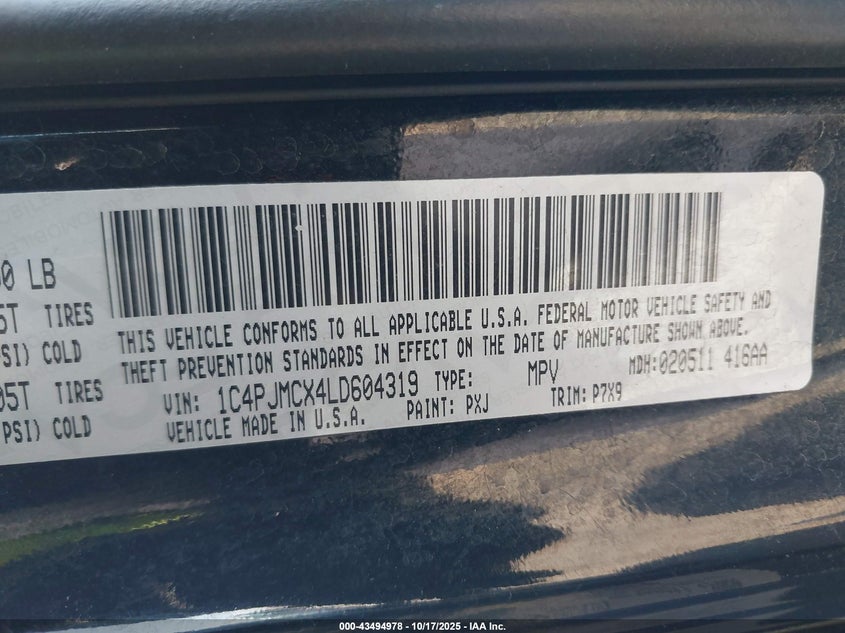 0 LB
5T TIRES
SI) COLD
05T TIRES
PSI) COLD
THIS VEHICLE CONFORMS TO ALL APPLICABLE U.S.A. FEDERAL MOTOR VEHICLE SAFETY AND
THEFT PREVENTION STANDARDS IN EFFECT ON THE DATE OF MANUFACTURE SHOWN ABOVE.
VIN: 1C4PJMCX4LD604319 TYPE: MPV MDH:020511 416AA
VEHICLE MADE IN U.S.A. PAINT: PXJ TRIM: P7X9
000-43494978 - 10/17/2025 - IAA Inc.